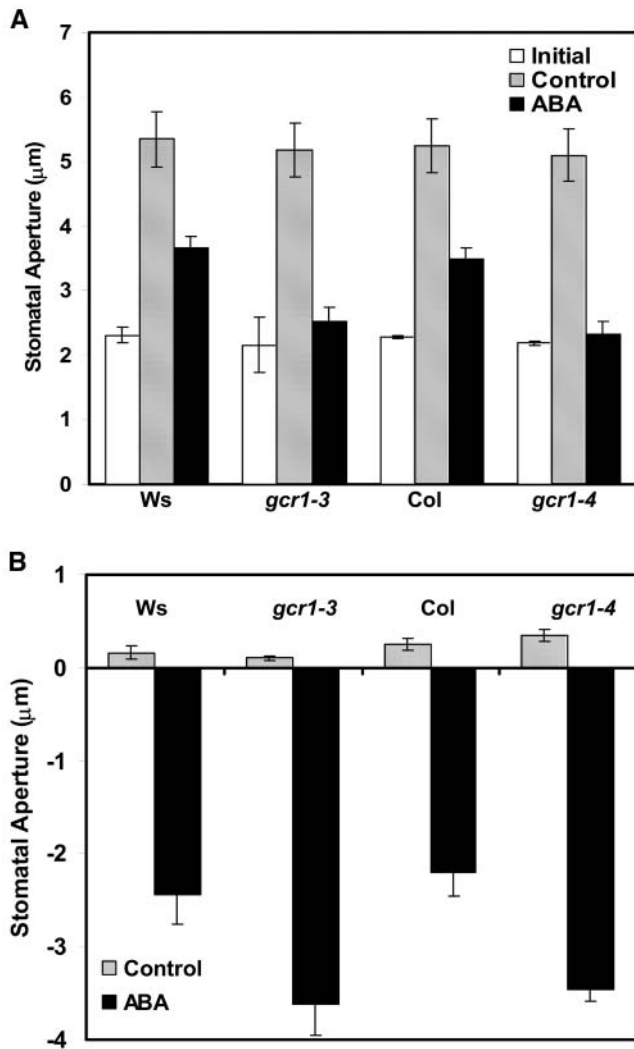 A
7
6
5
4
3
2
1
0
Stomatal Aperture (μm)
Initial
Control
ABA
Ws gcr1-3 Col gcr1-4
B
1
0
-1
-2
-3
-4
Stomatal Aperture (μm)
Ws gcr1-3 Col gcr1-4
Control
ABA